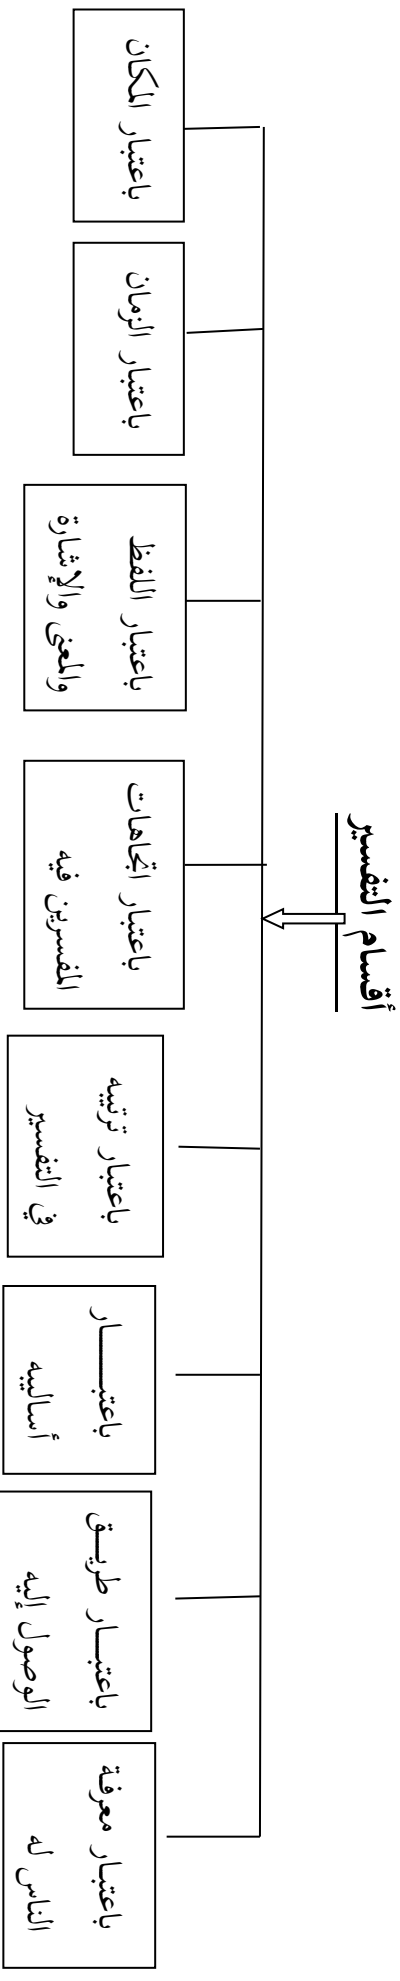 أقسام التفسير
باعتبار معرفة
الناس له
باعتبار طريق
الوصول إليه
باعتبار
أساليبه
باعتبار ترتيبه
في التفسير
باعتبار اتجاهات
المفسرين فيه
باعتبار اللفظ
والمعنى والإشارة
باعتبار الزمان
باعتبار المكان